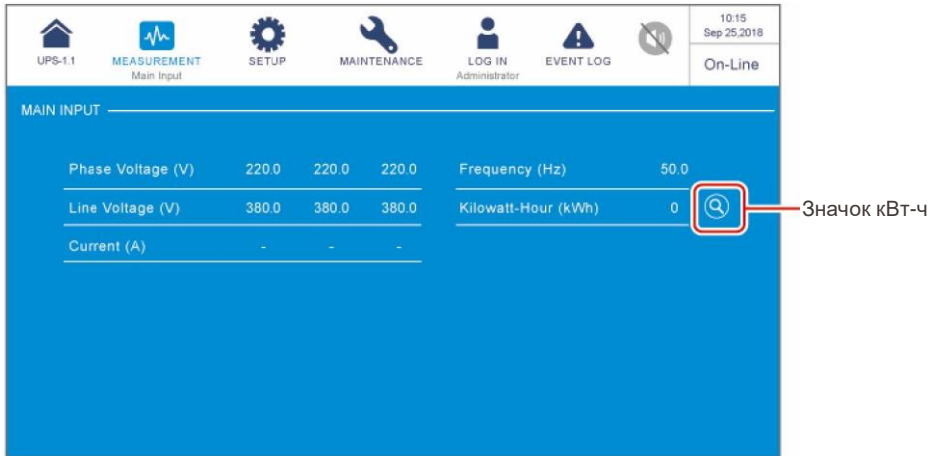 10:15
Sep 25,2018
UPS-1.1 MEASUREMENT SETUP MAINTENANCE LOG IN EVENT LOG On-Line
Main Input Administrator
MAIN INPUT
Phase Voltage (V) 220.0 220.0 220.0 Frequency (Hz) 50.0
Line Voltage (V) 380.0 380.0 380.0 Kilowatt-Hour (kWh) 0 Значок кВт-ч
Current (A) - - -